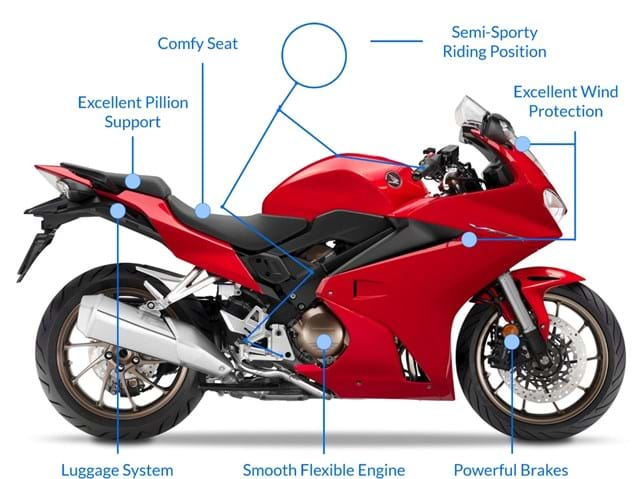 Semi-Sporty
Riding Position
Comfy Seat
Excellent Wind
Protection
Excellent Pillion
Support
Luggage System
Smooth Flexible Engine
Powerful Brakes